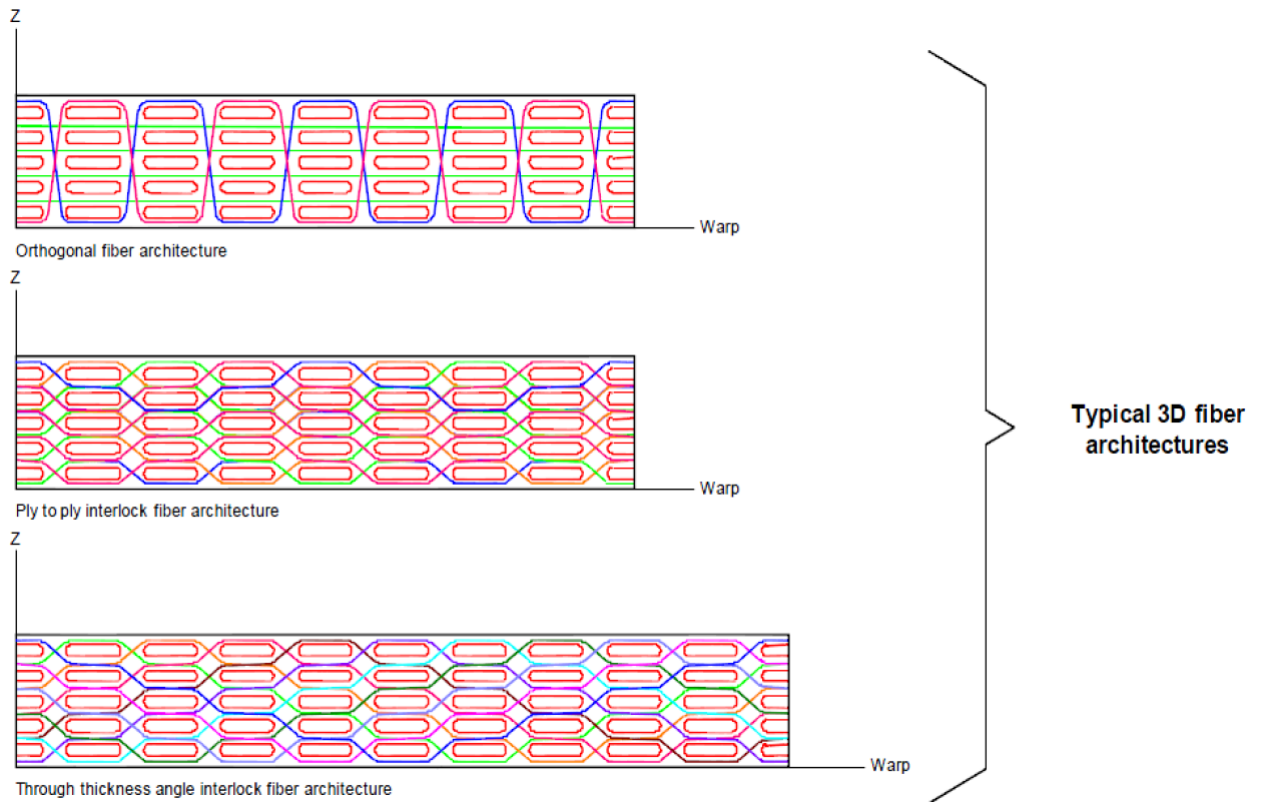 Z
Warp
Orthogonal fiber architecture
Z
Warp
Ply to ply interlock fiber architecture
Z
Warp
Through thickness angle interlock fiber architecture
Typical 3D fiber
architectures